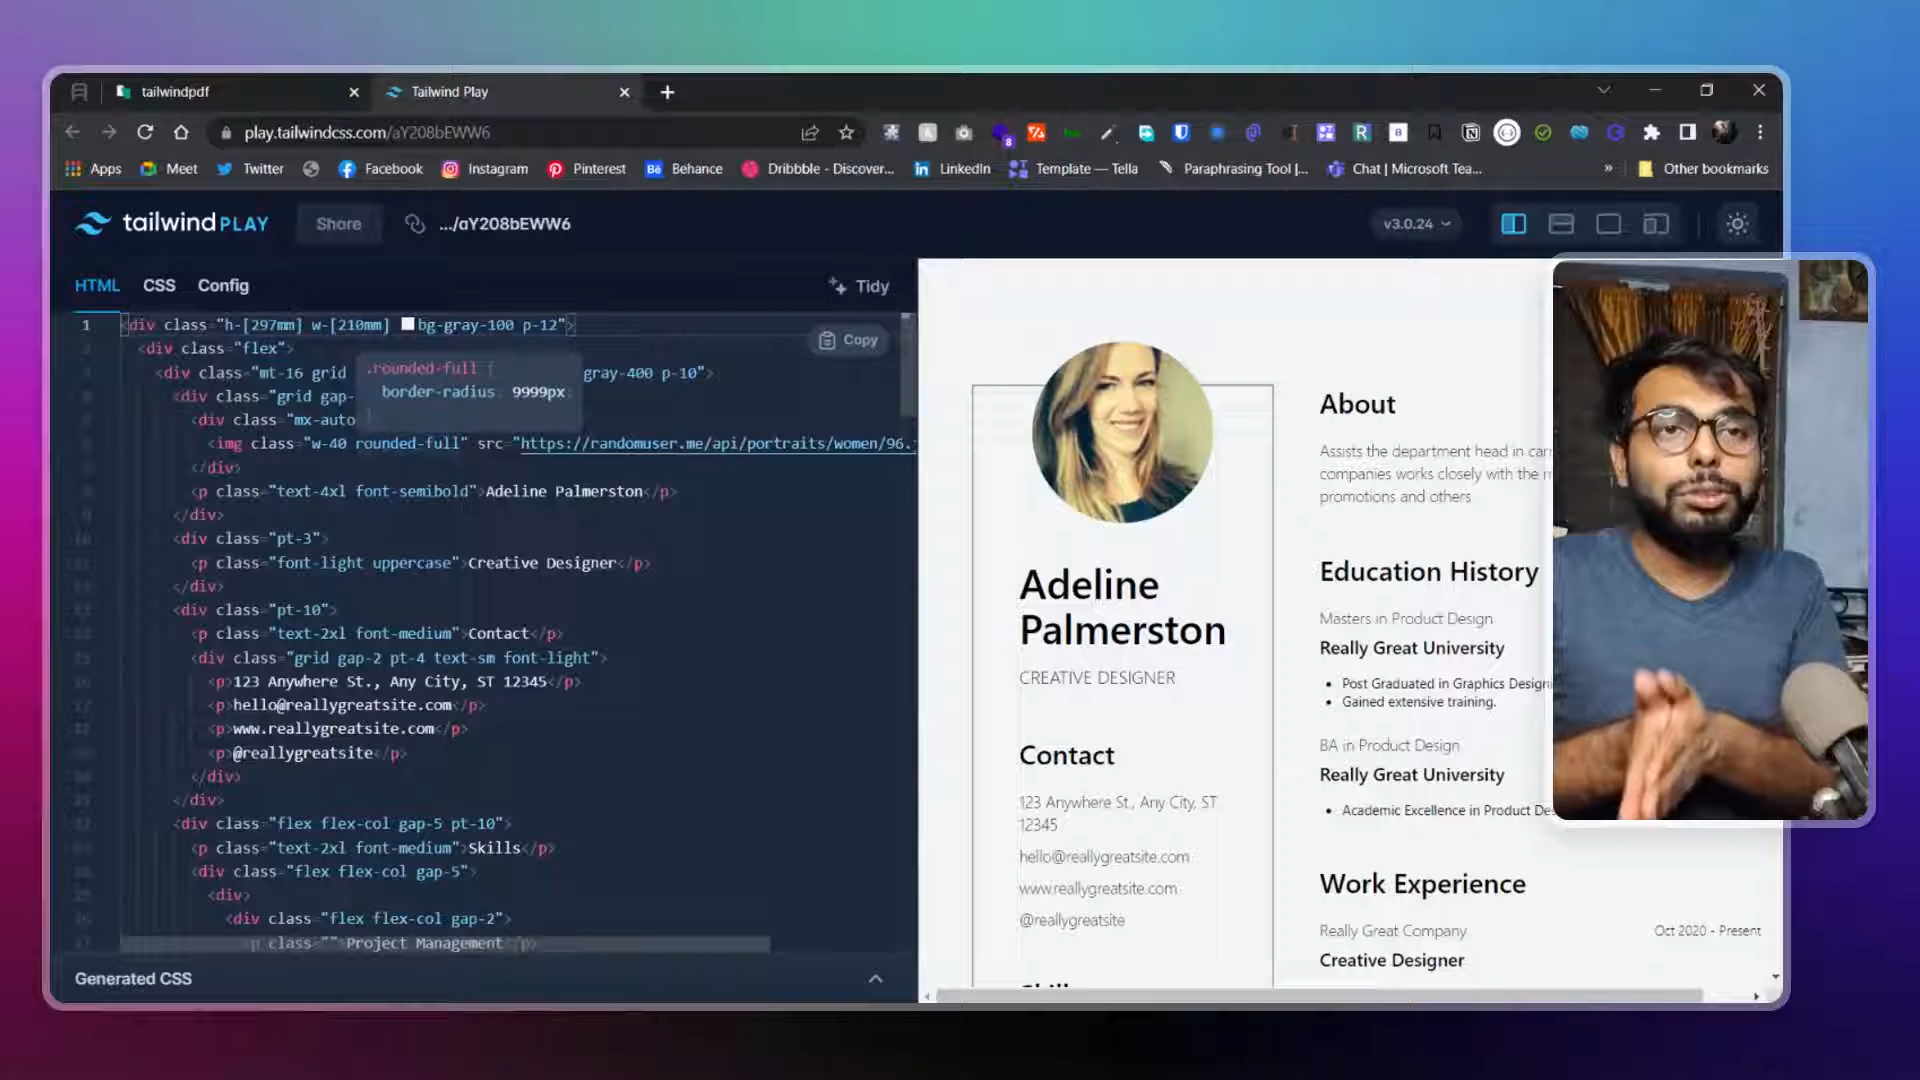 tailwindpdf
Tailwind Play
play.tailwindcss.com/aY208bEWW6
Apps
Meet
Twitter
Facebook
Instagram
Pinterest
Behance
Dribbble - Discover...
LinkedIn
Template — Tella
Paraphrasing Tool |...
Chat | Microsoft Tea...
»
Other bookmarks
tailwind PLAY
Share
.../aY208bEWW6
v3.0.24
HTML
CSS
Config
Tidy
Copy
1 <div class="h-[297mm] w-[210mm] bg-gray-100 p-12">
<div class="flex">
<div class="mt-16 grid
gray-400 p-10">
.rounded-full {
border-radius: 9999px;
}
<div class="grid gap-
<div class="mx-auto
<img class="w-40 rounded-full" src="https://randomuser.me/api/portraits/women/96.
</div>
<p class="text-4xl font-semibold">Adeline Palmerston</p>
</div>
<div class="pt-3">
<p class="font-light uppercase">Creative Designer</p>
</div>
<div class="pt-10">
<p class="text-2xl font-medium">Contact</p>
<div class="grid gap-2 pt-4 text-sm font-light">
<p>123 Anywhere St., Any City, ST 12345</p>
<p>hello@reallygreatsite.com</p>
<p>www.reallygreatsite.com</p>
<p>@reallygreatsite</p>
</div>
</div>
<div class="flex flex-col gap-5 pt-10">
<p class="text-2xl font-medium">Skills</p>
<div class="flex flex-col gap-5">
<div>
<div class="flex flex-col gap-2">
<p class="">Project Management</p>
Generated CSS
Adeline
Palmerston
CREATIVE DESIGNER
Contact
123 Anywhere St., Any City, ST
12345
hello@reallygreatsite.com
www.reallygreatsite.com
@reallygreatsite
About
Assists the department head in
companies works closely with the
promotions and others
Education History
Masters in Product Design
Really Great University
Post Graduated in Graphics Design
Gained extensive training.
BA in Product Design
Really Great University
Academic Excellence in Product
Work Experience
Really Great Company
Oct 2020 - Present
Creative Designer